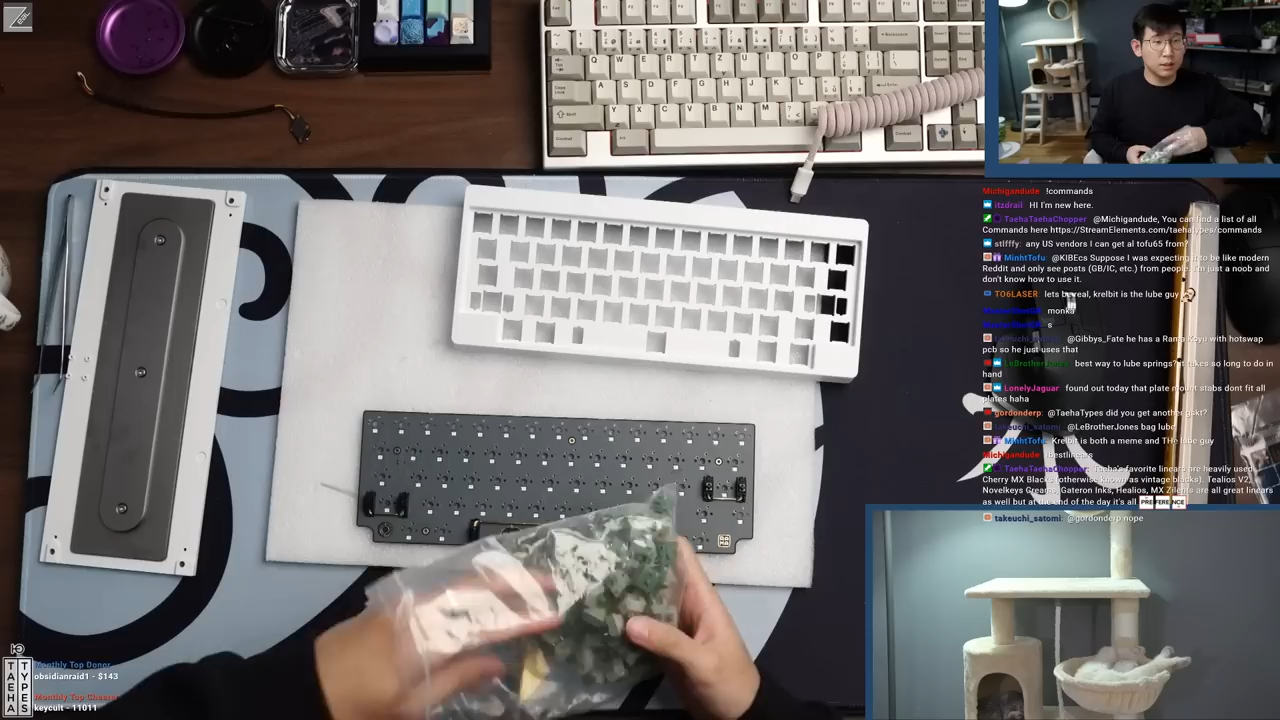 Michigandude !commands
itzdrail HI I'm new here.
TaehaTaehaChopper @Michigandude, You can find a list of all
Commands here https://StreamElements.com/taehatypes/commands
stifffy any US vendors I can get al tofu65 from?
MinhtTofu: @KIBEcs Suppose I was expecting it to be like modern
Reddit and only see posts (GB/IC, etc.) from people. I'm just a noob and
don't know how to use it.
TO6LASER lets be real, krelbit is the lube guy
monka
s
@Gibbys_Fate he has a Rama Koyu with hotswap
pcb so he just uses that
best way to lube springs? it takes so long to do in
hand
LonelyJaguar found out today that plate mount stabs dont fit all
plates haha
gordonderp: @TaehaTypes did you get another gskt?
takeuchi_satomi @LeBrotherJones bag lube
MinhtTofu: Krelbit is both a meme and THe lube guy
Michigandude !bestlinears
TaehaTaehaChopper: Taeha's favorite linears are heavily used
Cherry MX Blacks (otherwise known as vintage blacks). Tealios V2,
Novelkeys Creams, Gateron Inks, Healios, MX Zilents are all great linears
as well but at the end of the day it's all PREFERENCE
takeuchi_satomi: @gordonderp nope
Q W E R T Z U I O P
A S D F G H J K L
Y X C V B N M
TAEHA
TYPES
Monthly Top Donor
obsidianraid1 - $143
Monthly Top Cheerer
keycult - 11011